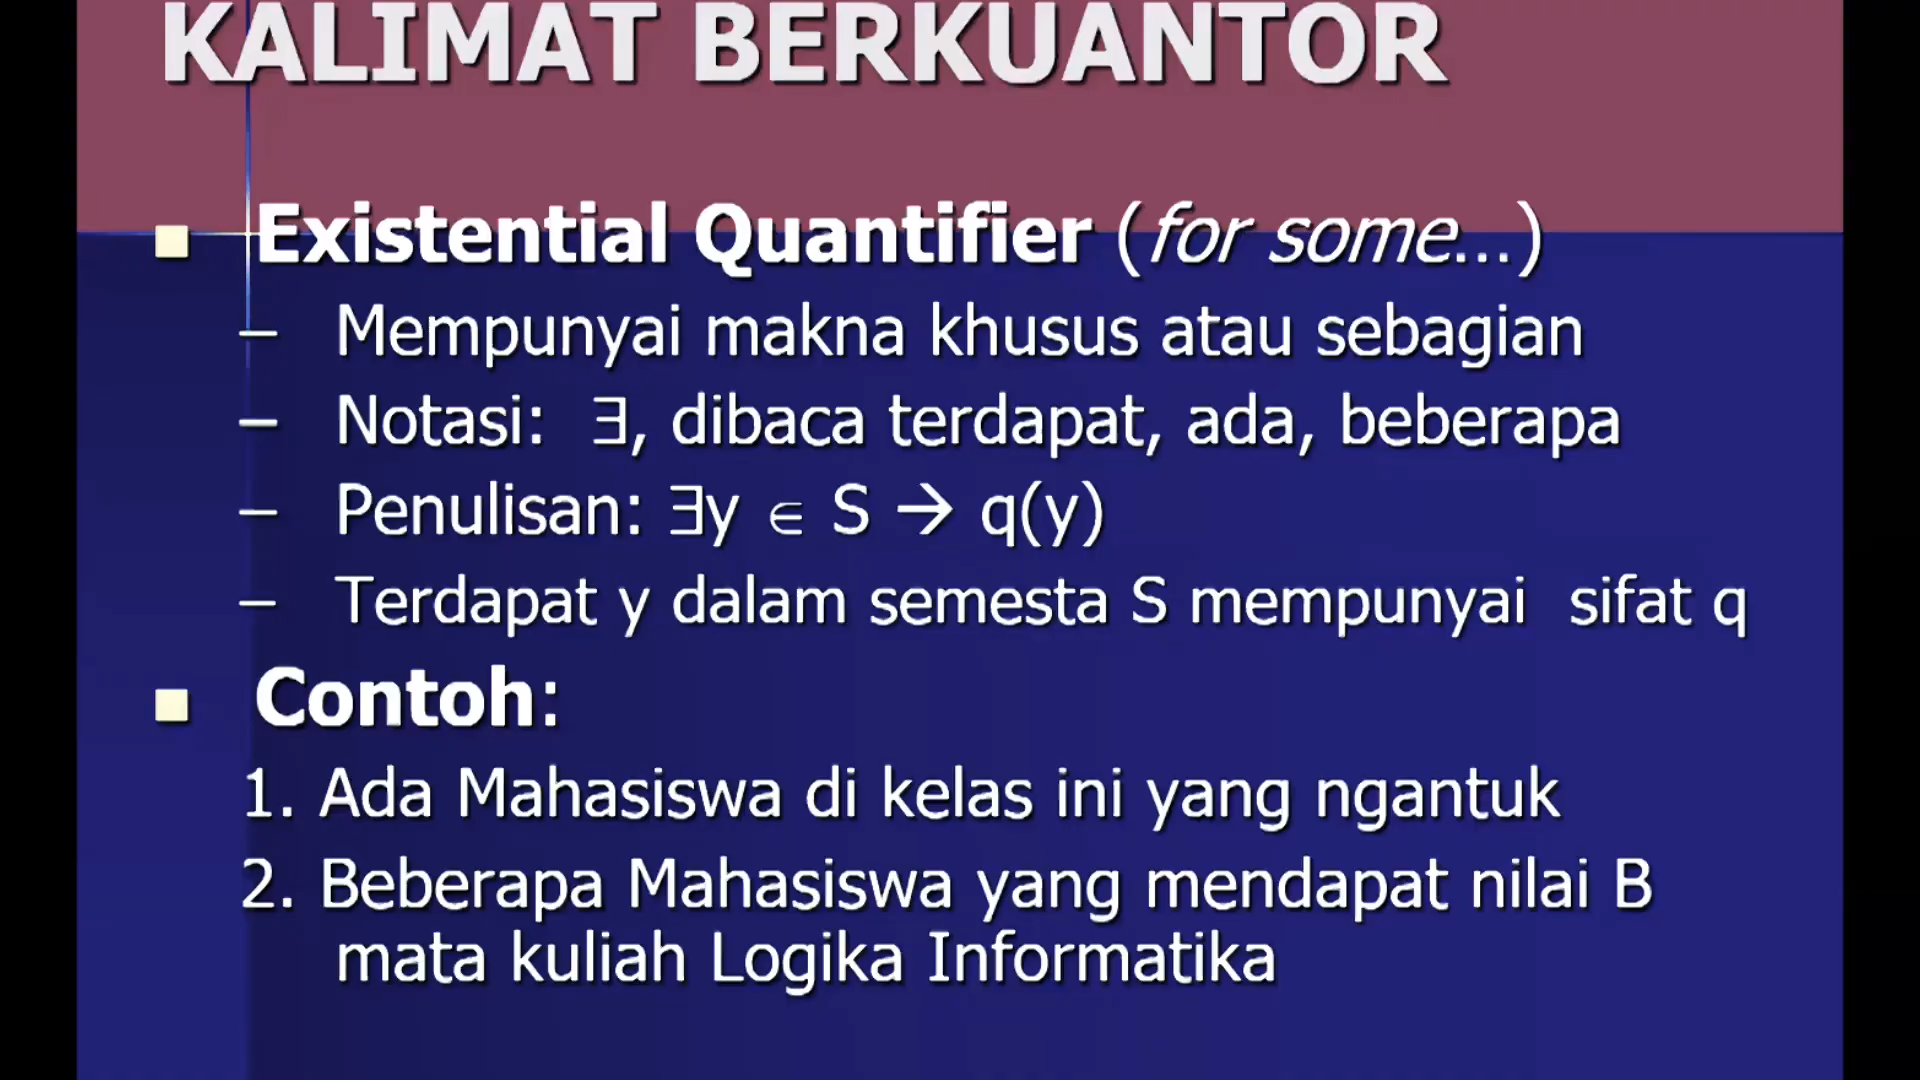 KALIMAT BERKUANTOR
■ Existential Quantifier (for some...)
– Mempunyai makna khusus atau sebagian
– Notasi: ∃, dibaca terdapat, ada, beberapa
– Penulisan: ∃y ∈ S → q(y)
– Terdapat y dalam semesta S mempunyai sifat q
■ Contoh:
1. Ada Mahasiswa di kelas ini yang ngantuk
2. Beberapa Mahasiswa yang mendapat nilai B
mata kuliah Logika Informatika